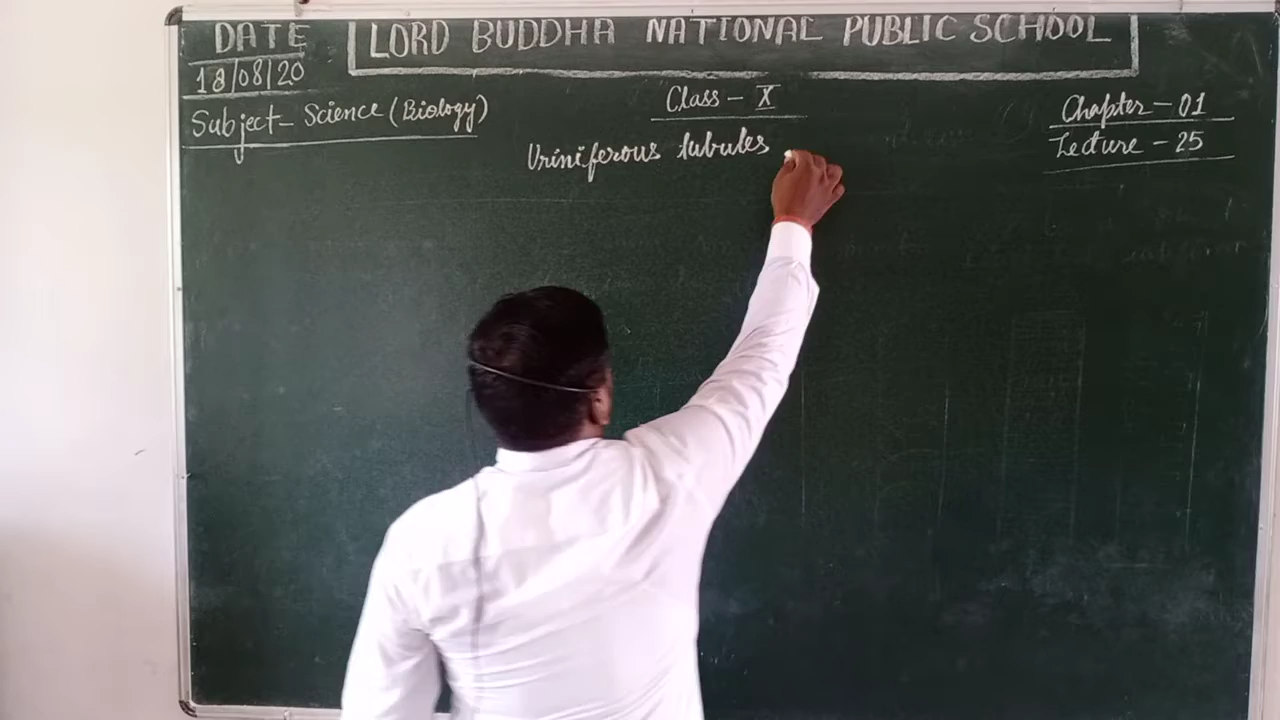 DATE
18/08/20
LORD BUDDHA NATIONAL PUBLIC SCHOOL
Subject- Science (Biology)
Class - X
Chapter - 01
Lecture - 25
Uriniferous tubules